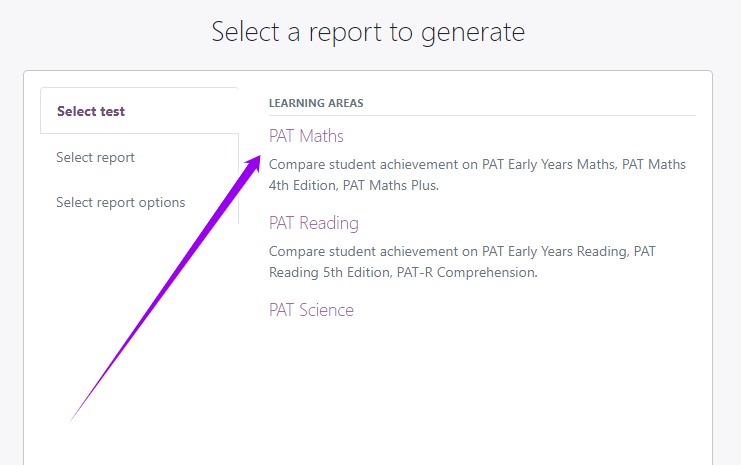 Select a report to generate
Select test
Select report
Select report options
LEARNING AREAS
PAT Maths
Compare student achievement on PAT Early Years Maths, PAT Maths
4th Edition, PAT Maths Plus.
PAT Reading
Compare student achievement on PAT Early Years Reading, PAT
Reading 5th Edition, PAT-R Comprehension.
PAT Science